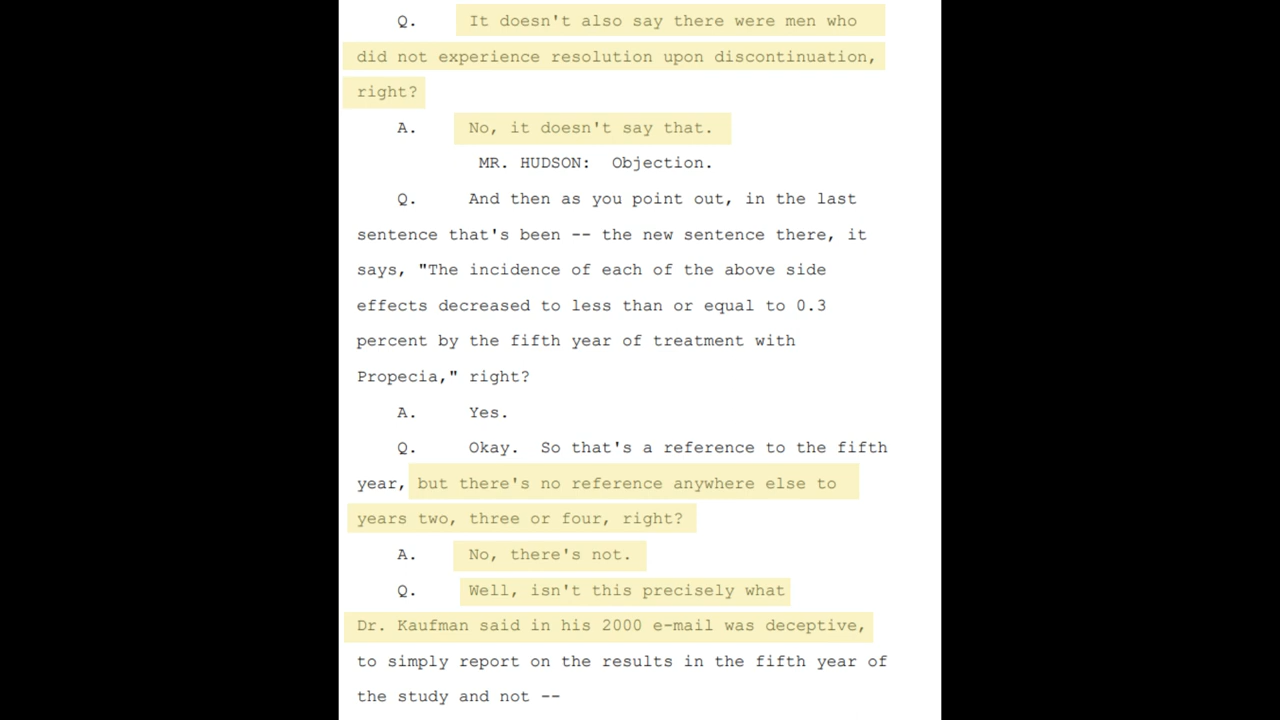 Q. It doesn't also say there were men who
did not experience resolution upon discontinuation,
right?
A. No, it doesn't say that.
MR. HUDSON: Objection.
Q. And then as you point out, in the last
sentence that's been -- the new sentence there, it
says, "The incidence of each of the above side
effects decreased to less than or equal to 0.3
percent by the fifth year of treatment with
Propecia," right?
A. Yes.
Q. Okay. So that's a reference to the fifth
year, but there's no reference anywhere else to
years two, three or four, right?
A. No, there's not.
Q. Well, isn't this precisely what
Dr. Kaufman said in his 2000 e-mail was deceptive,
to simply report on the results in the fifth year of
the study and not --